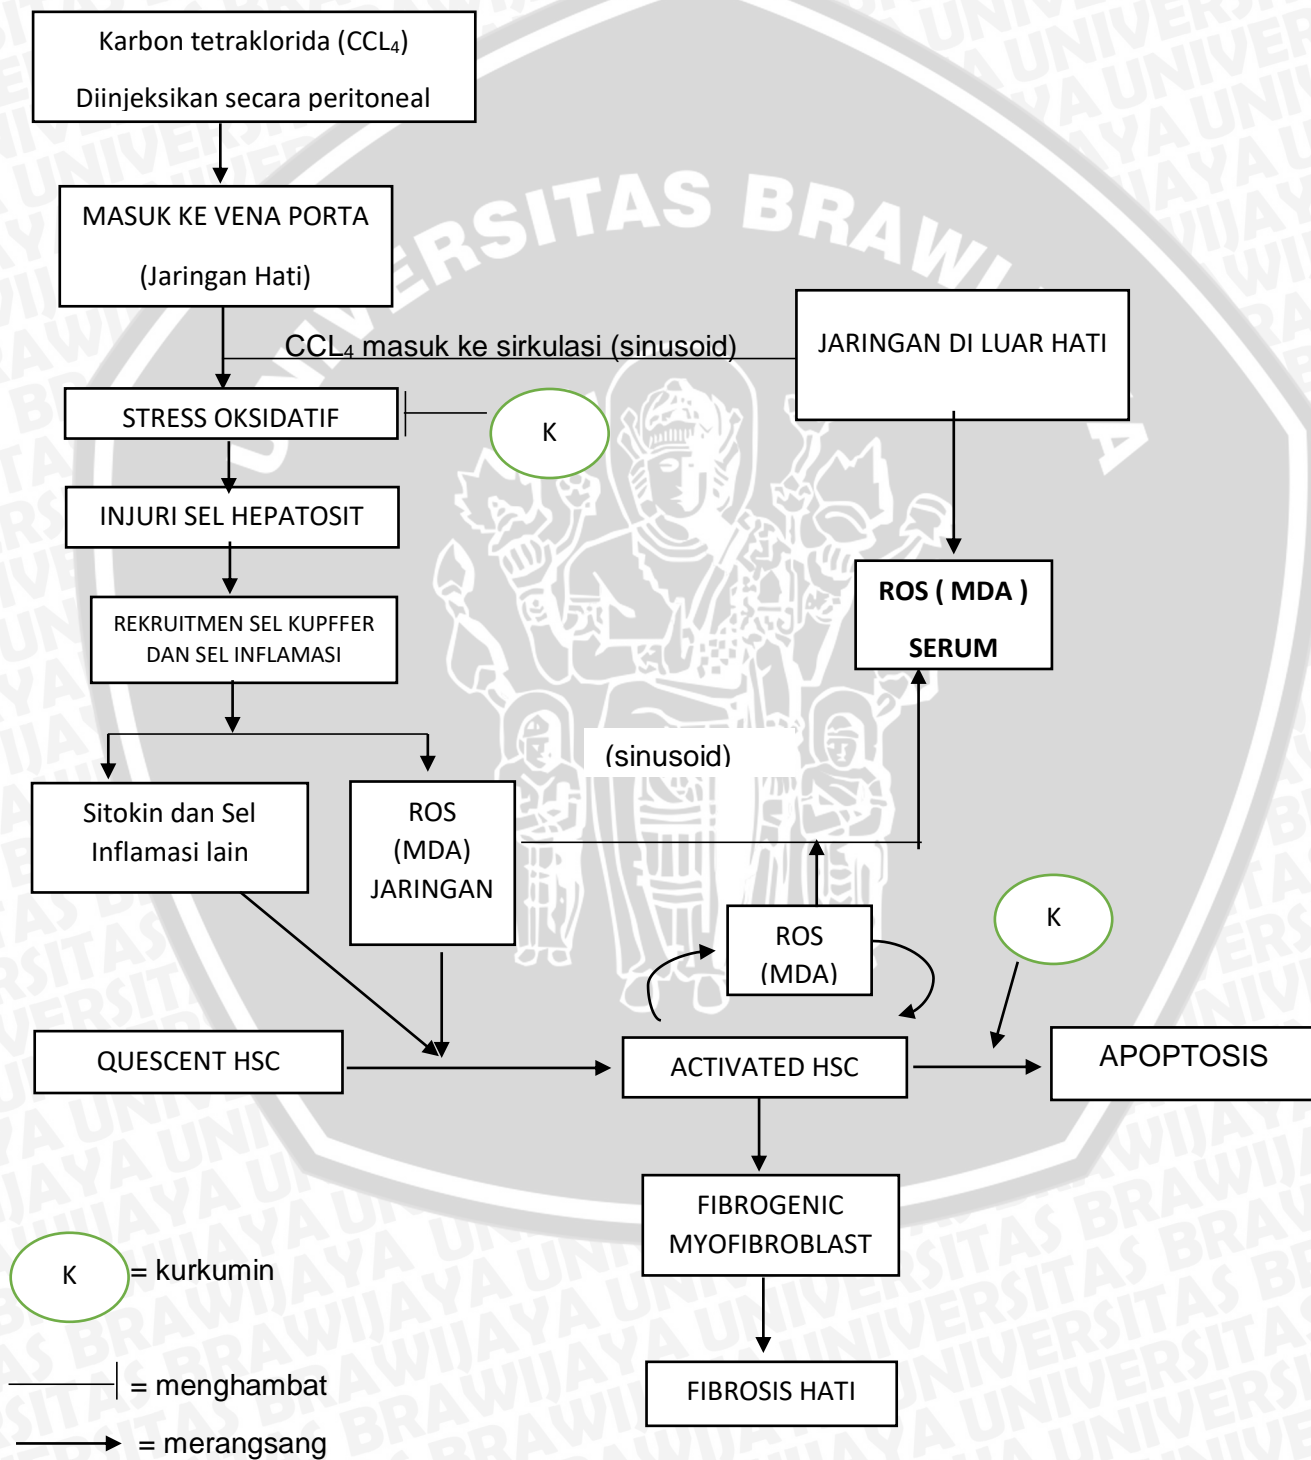 Karbon tetraklorida (CCL₄)
Diinjeksikan secara peritoneal
MASUK KE VENA PORTA
(Jaringan Hati)
UNIVERSITAS BRAWIJAYA
CCL₄ masuk ke sirkulasi (sinusoid)
JARINGAN DI LUAR HATI
STRESS OKSIDATIF
K
INJURI SEL HEPATOSIT
REKRUITMEN SEL KUPFFER
DAN SEL INFLAMASI
ROS ( MDA )
SERUM
(sinusoid)
Sitokin dan Sel
Inflamasi lain
ROS
(MDA)
JARINGAN
ROS
(MDA)
K
QUESCENT HSC
ACTIVATED HSC
APOPTOSIS
FIBROGENIC
MYOFIBROBLAST
FIBROSIS HATI
K = kurkumin
= menghambat
= merangsang